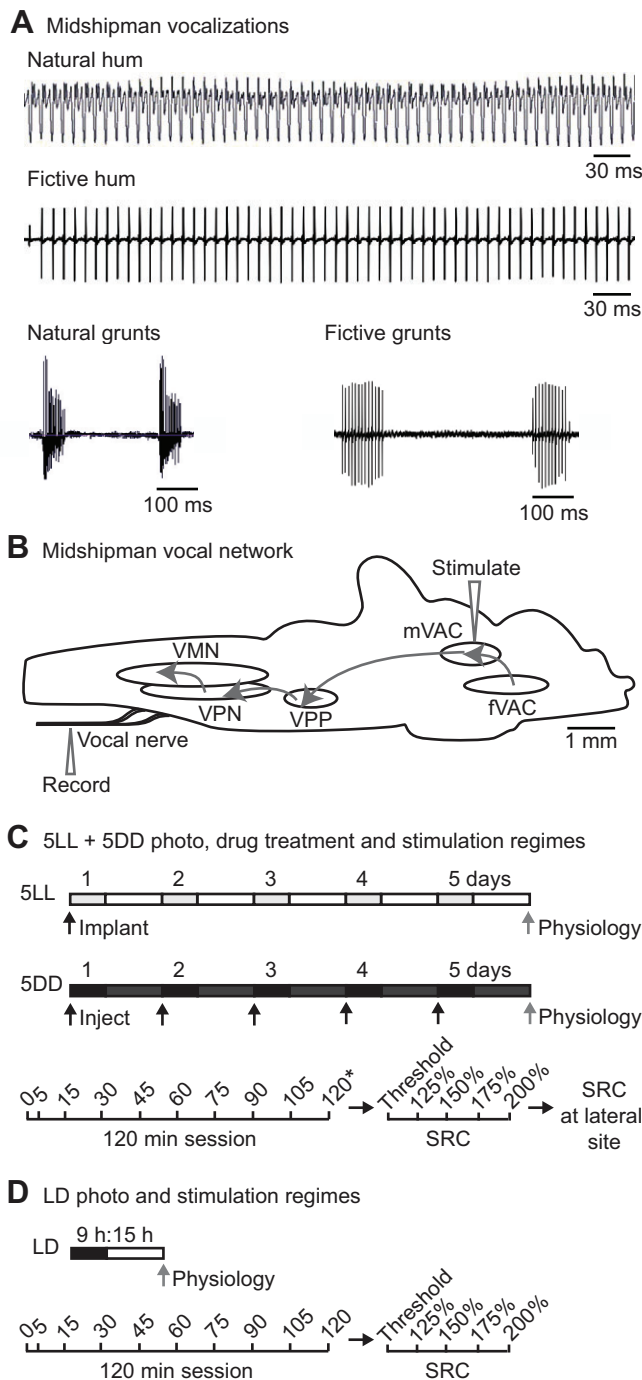 A Midshipman vocalizations
Natural hum
30 ms
Fictive hum
30 ms
Natural grunts
Fictive grunts
100 ms
100 ms
B Midshipman vocal network
Stimulate
mVAC
VMN
VPN
VPP
fVAC
Vocal nerve
1 mm
Record
C 5LL + 5DD photo, drug treatment and stimulation regimes
5LL 1 2 3 4 5 days
Implant Physiology
5DD 1 2 3 4 5 days
Inject Physiology
0 5 15 30 45 60 75 90 105 120* Threshold 125% 150% 175% 200%
120 min session SRC
SRC
at lateral
site
D LD photo and stimulation regimes
LD 9 h:15 h
Physiology
0 5 15 30 45 60 75 90 105 120 Threshold 125% 150% 175% 200%
120 min session SRC